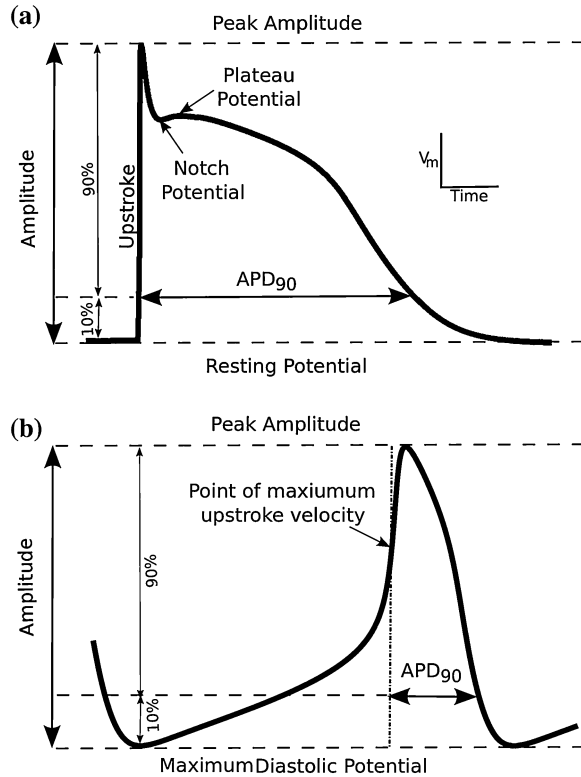 (a)
Peak Amplitude
Plateau
Potential
Notch
Potential
Amplitude
90%
Upstroke
10%
Vm
Time
APD90
Resting Potential
(b)
Peak Amplitude
Point of maxiumum
upstroke velocity
Amplitude
90%
10%
APD90
MaximumDiastolic Potential